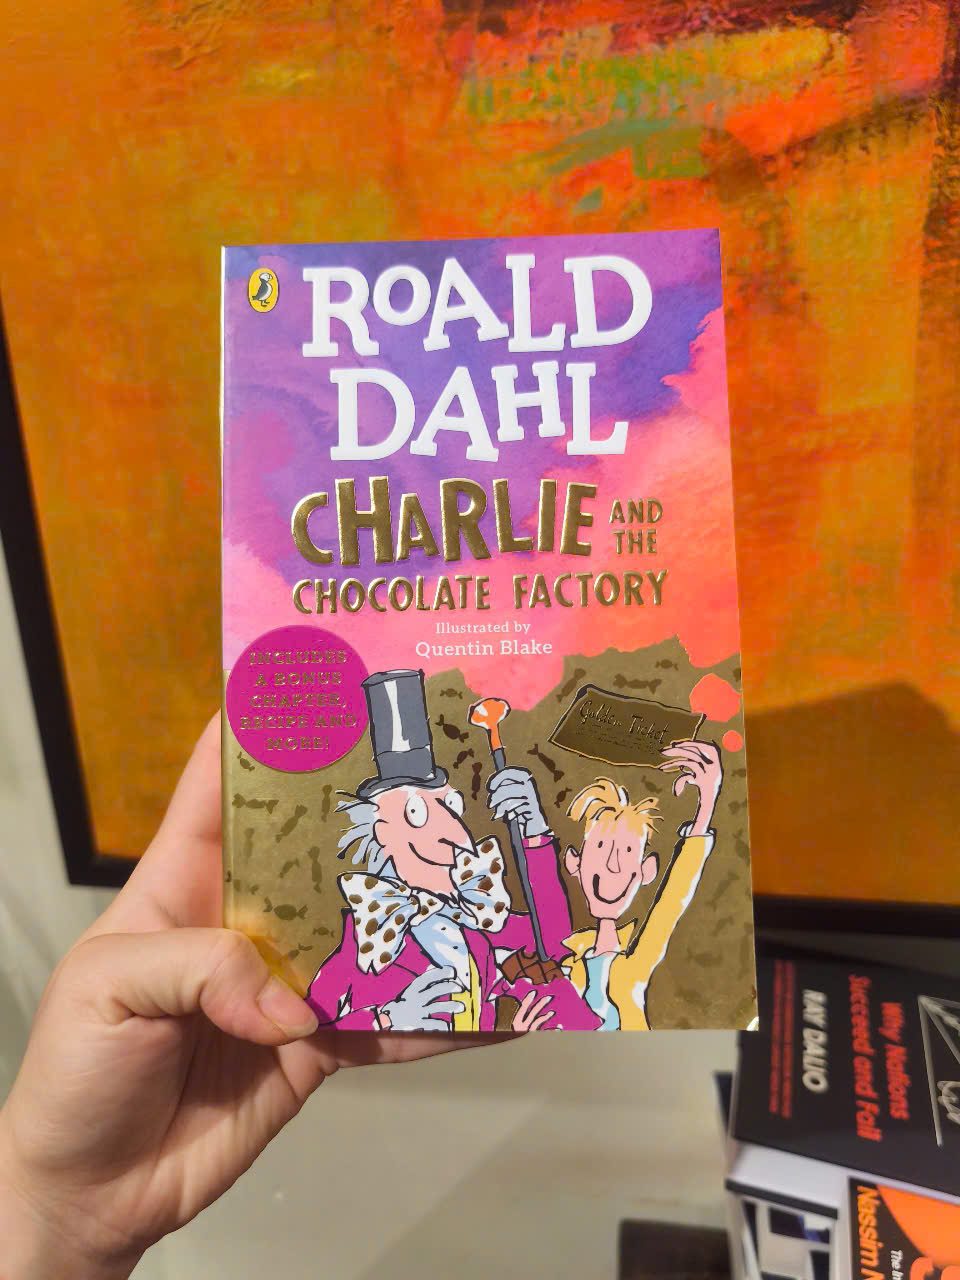 ROALD
DAHL
CHARLIE AND THE
CHOCOLATE FACTORY
Illustrated by
Quentin Blake
INCLUDES
A BONUS
CHAPTER,
RECIPE AND
MORE!
Golden Ticket
Why Nations
Succeed and Fail
RAY DALIO
Nassim N